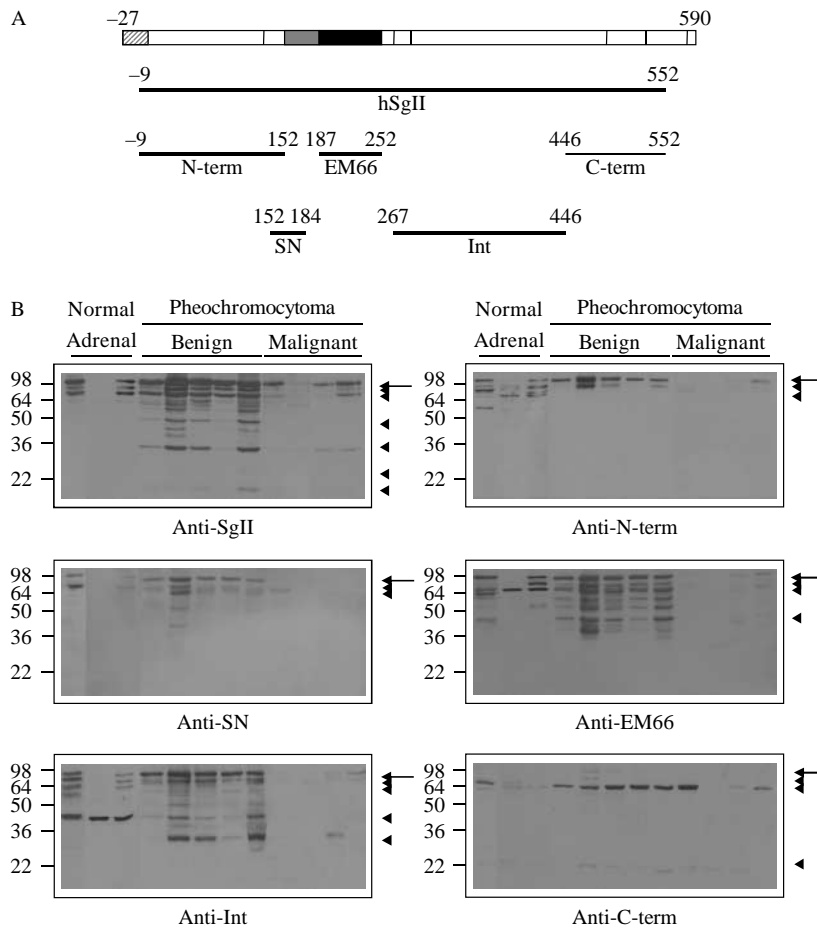 A
–27 590
–9 552
hSgII
–9 152 187 252 446 552
N-term EM66 C-term
152 184 267 446
SN Int
B
Normal Pheochromocytoma
Adrenal Benign Malignant
98
64
50
36
22
Anti-SgII
Normal Pheochromocytoma
Adrenal Benign Malignant
98
64
50
36
22
Anti-N-term
98
64
50
36
22
Anti-SN
98
64
50
36
22
Anti-EM66
98
64
50
36
22
Anti-Int
98
64
50
36
22
Anti-C-term